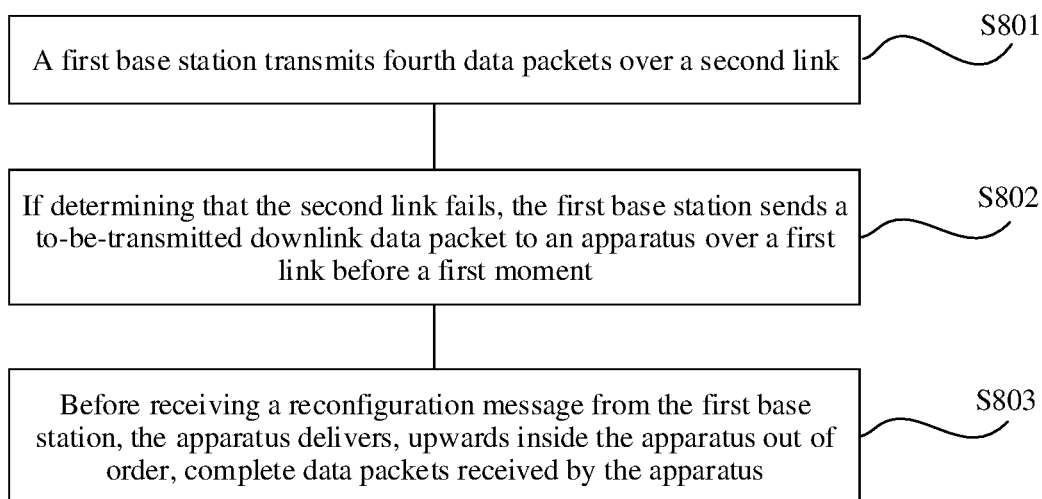 S801
A first base station transmits fourth data packets over a second link
S802
If determining that the second link fails, the first base station sends a
to-be-transmitted downlink data packet to an apparatus over a first
link before a first moment
S803
Before receiving a reconfiguration message from the first base
station, the apparatus delivers, upwards inside the apparatus out of
order, complete data packets received by the apparatus